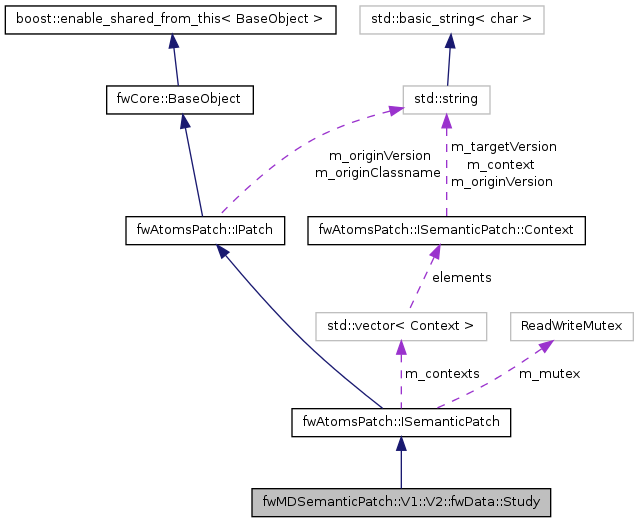 boost::enable_shared_from_this< BaseObject >
std::basic_string< char >
fwCore::BaseObject
std::string
m_originVersion
m_originClassname
m_targetVersion
m_context
m_originVersion
fwAtomsPatch::IPatch
fwAtomsPatch::ISemanticPatch::Context
elements
std::vector< Context >
ReadWriteMutex
m_contexts
m_mutex
fwAtomsPatch::ISemanticPatch
fwMDSemanticPatch::V1::V2::fwData::Study